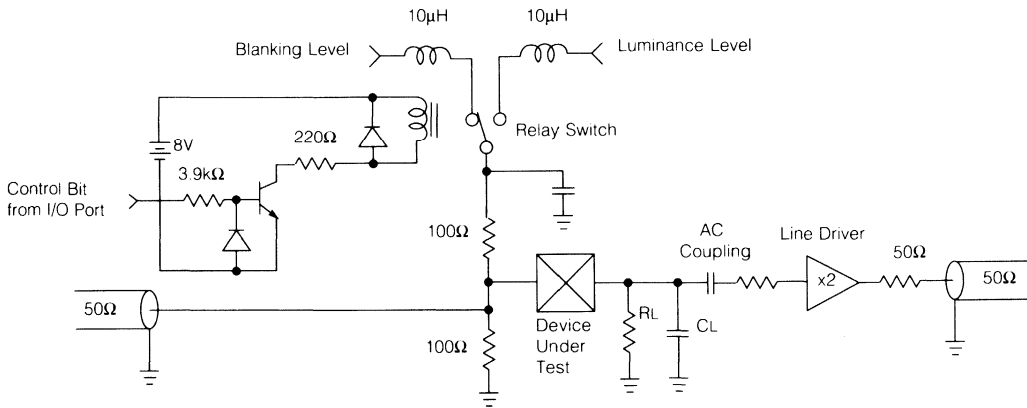 10μH
10μH
Blanking Level
Luminance Level
8V
220Ω
Relay Switch
3.9kΩ
Control Bit
from I/O Port
100Ω
AC
Coupling
Line Driver
50Ω
x2
50Ω
50Ω
RL
CL
Device
Under
Test
100Ω